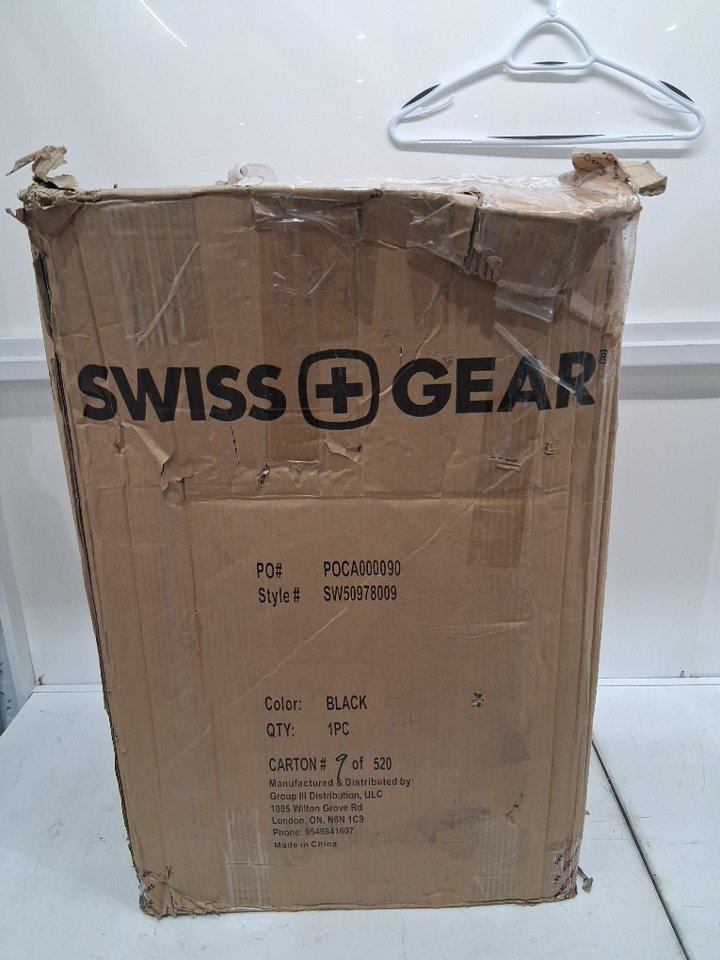 SWISS GEAR®
PO# POCA000090
Style # SW50978009
Color: BLACK
QTY: 1PC
CARTON # 9 of 520
Manufactured & Distributed by:
Group III Distribution, ULC
1005 Wilton Grove Rd
London, ON, N6N 1C9
Phone: 9549841607
Made in China